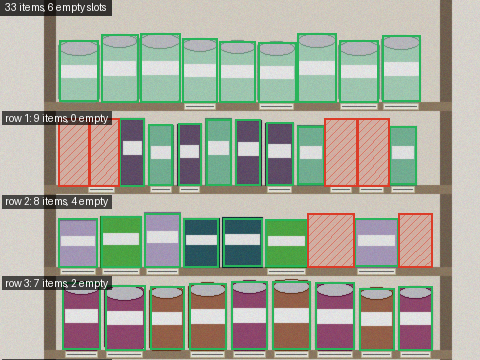 33 items, 6 empty slots
row 1: 9 items, 0 empty
row 2: 8 items, 4 empty
row 3: 7 items, 2 empty